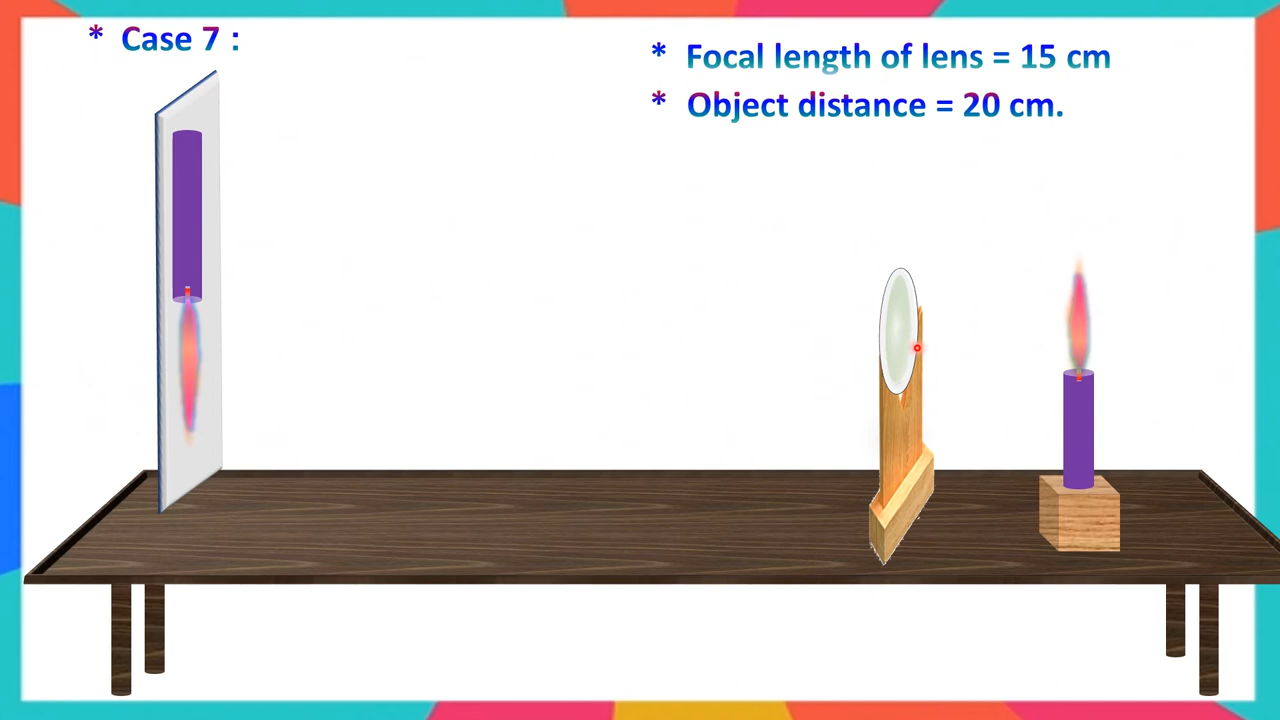 * Case 7 :
* Focal length of lens = 15 cm
* Object distance = 20 cm.